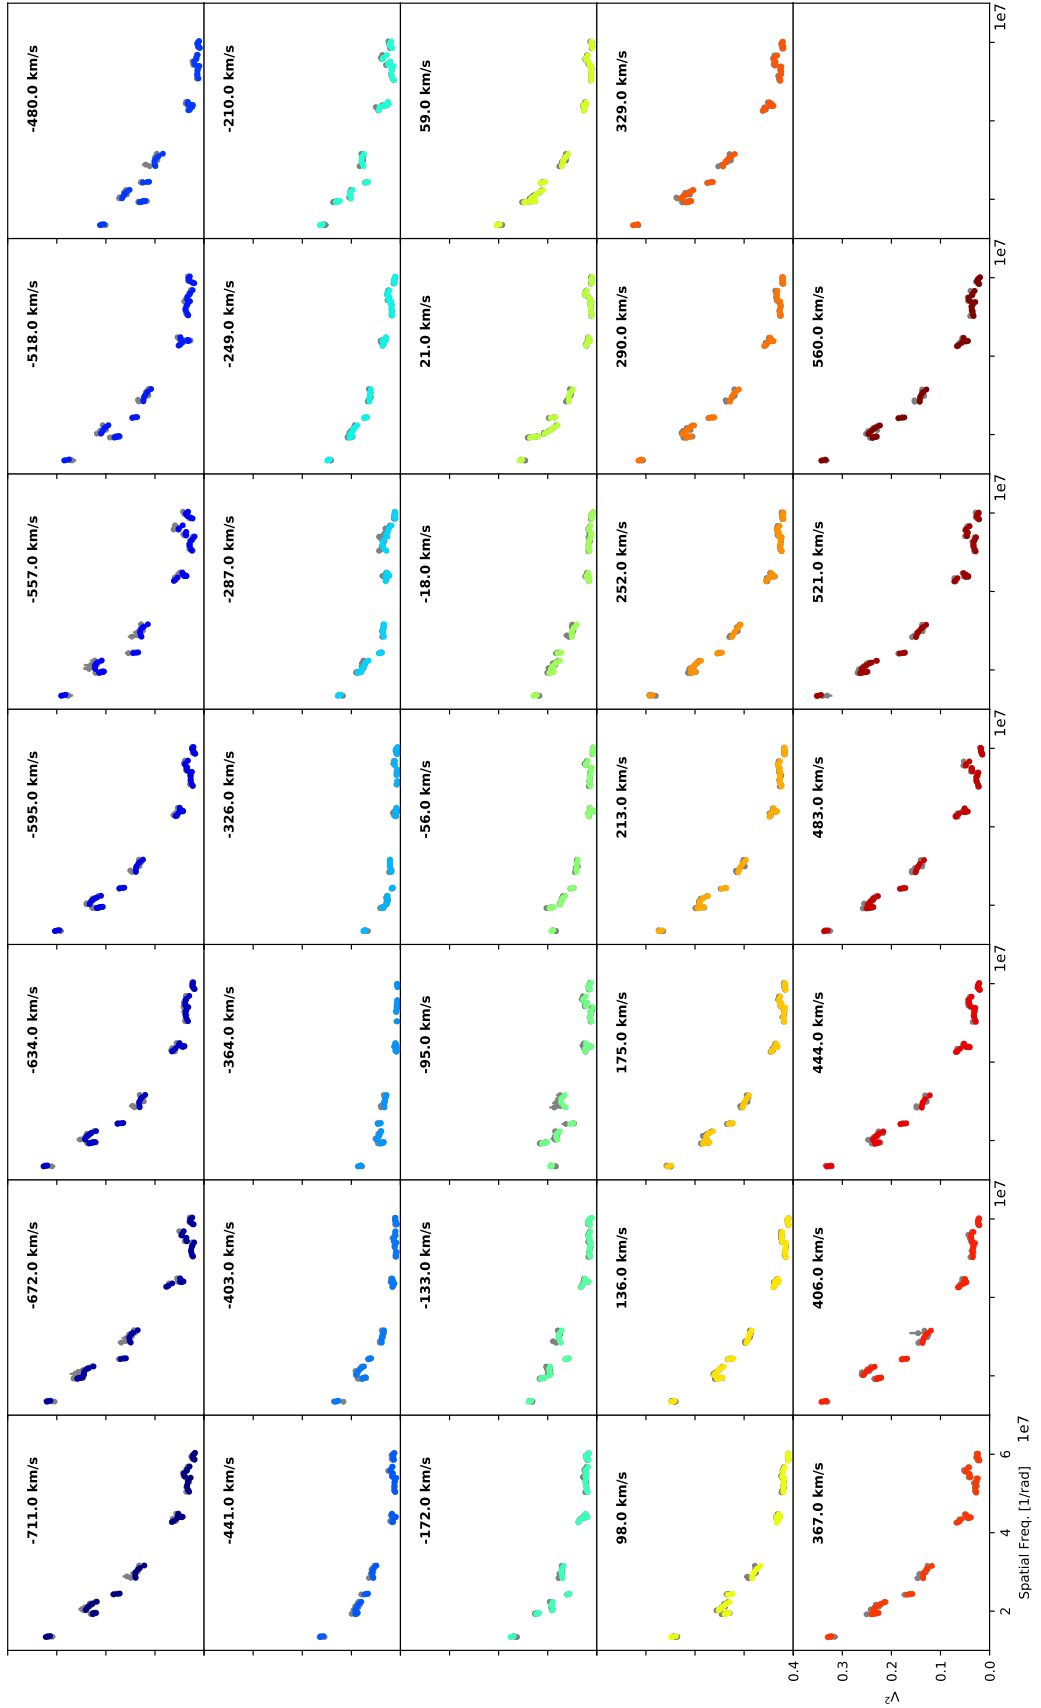 -711.0 km/s
-672.0 km/s
-634.0 km/s
-595.0 km/s
-557.0 km/s
-518.0 km/s
-480.0 km/s
-441.0 km/s
-403.0 km/s
-364.0 km/s
-326.0 km/s
-287.0 km/s
-249.0 km/s
-210.0 km/s
-172.0 km/s
-133.0 km/s
-95.0 km/s
-56.0 km/s
-18.0 km/s
21.0 km/s
59.0 km/s
98.0 km/s
136.0 km/s
175.0 km/s
213.0 km/s
252.0 km/s
290.0 km/s
329.0 km/s
367.0 km/s
406.0 km/s
444.0 km/s
483.0 km/s
521.0 km/s
560.0 km/s
0.4
0.3
0.2
0.1
0.0
V²
2 4 6
1e7 1e7 1e7 1e7 1e7 1e7 1e7
Spatial Freq. [1/rad]